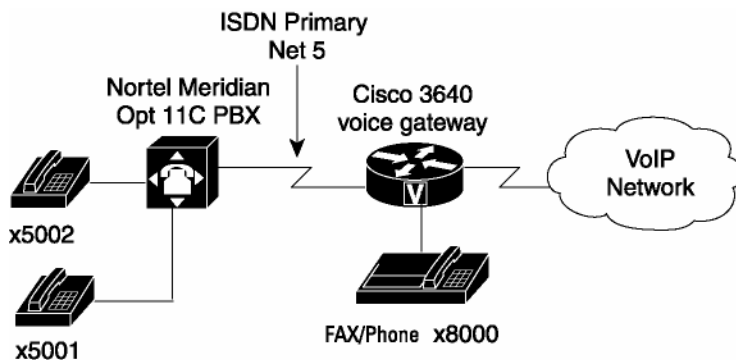 ISDN Primary
Net 5
Nortel Meridian
Opt 11C PBX
Cisco 3640
voice gateway
VoIP
Network
V
x5002
x5001
FAX/Phone x8000